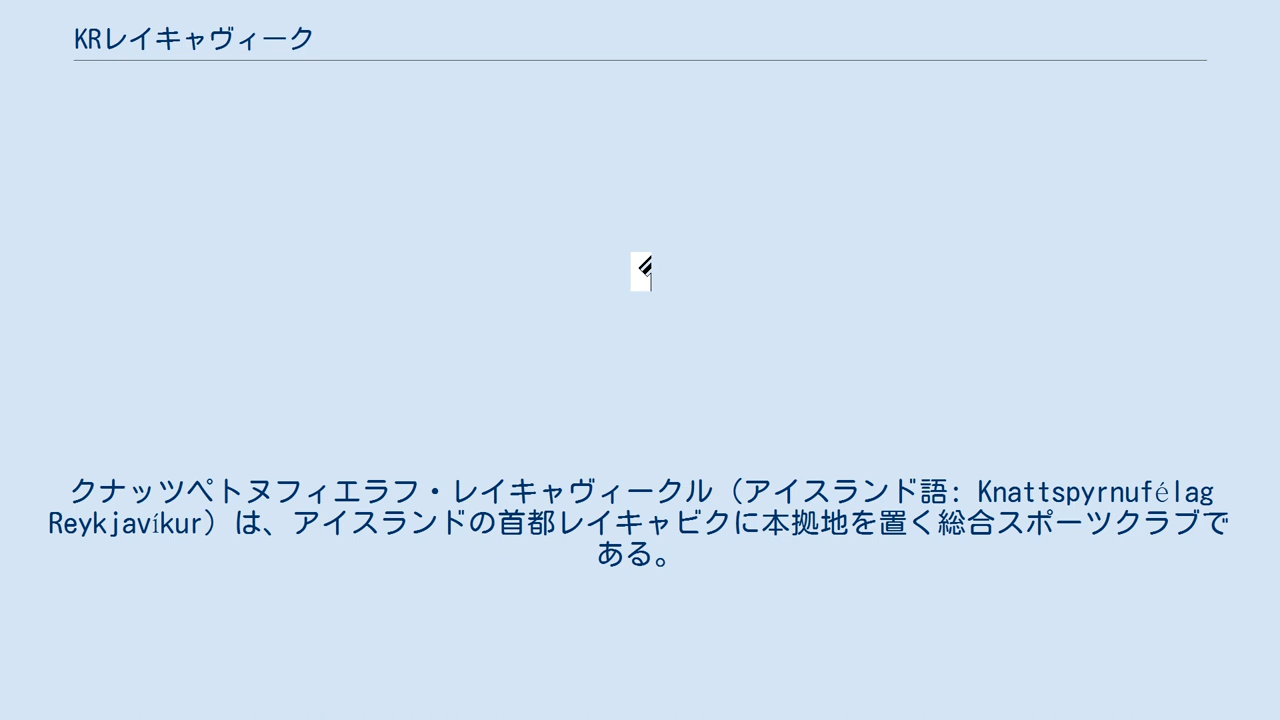 KRレイキャヴィーク
クナッツペトヌフィエラフ・レイキャヴィークル（アイスランド語: Knattspyrnufélag
Reykjavíkur）は、アイスランドの首都レイキャビクに本拠地を置く総合スポーツクラブで
ある。